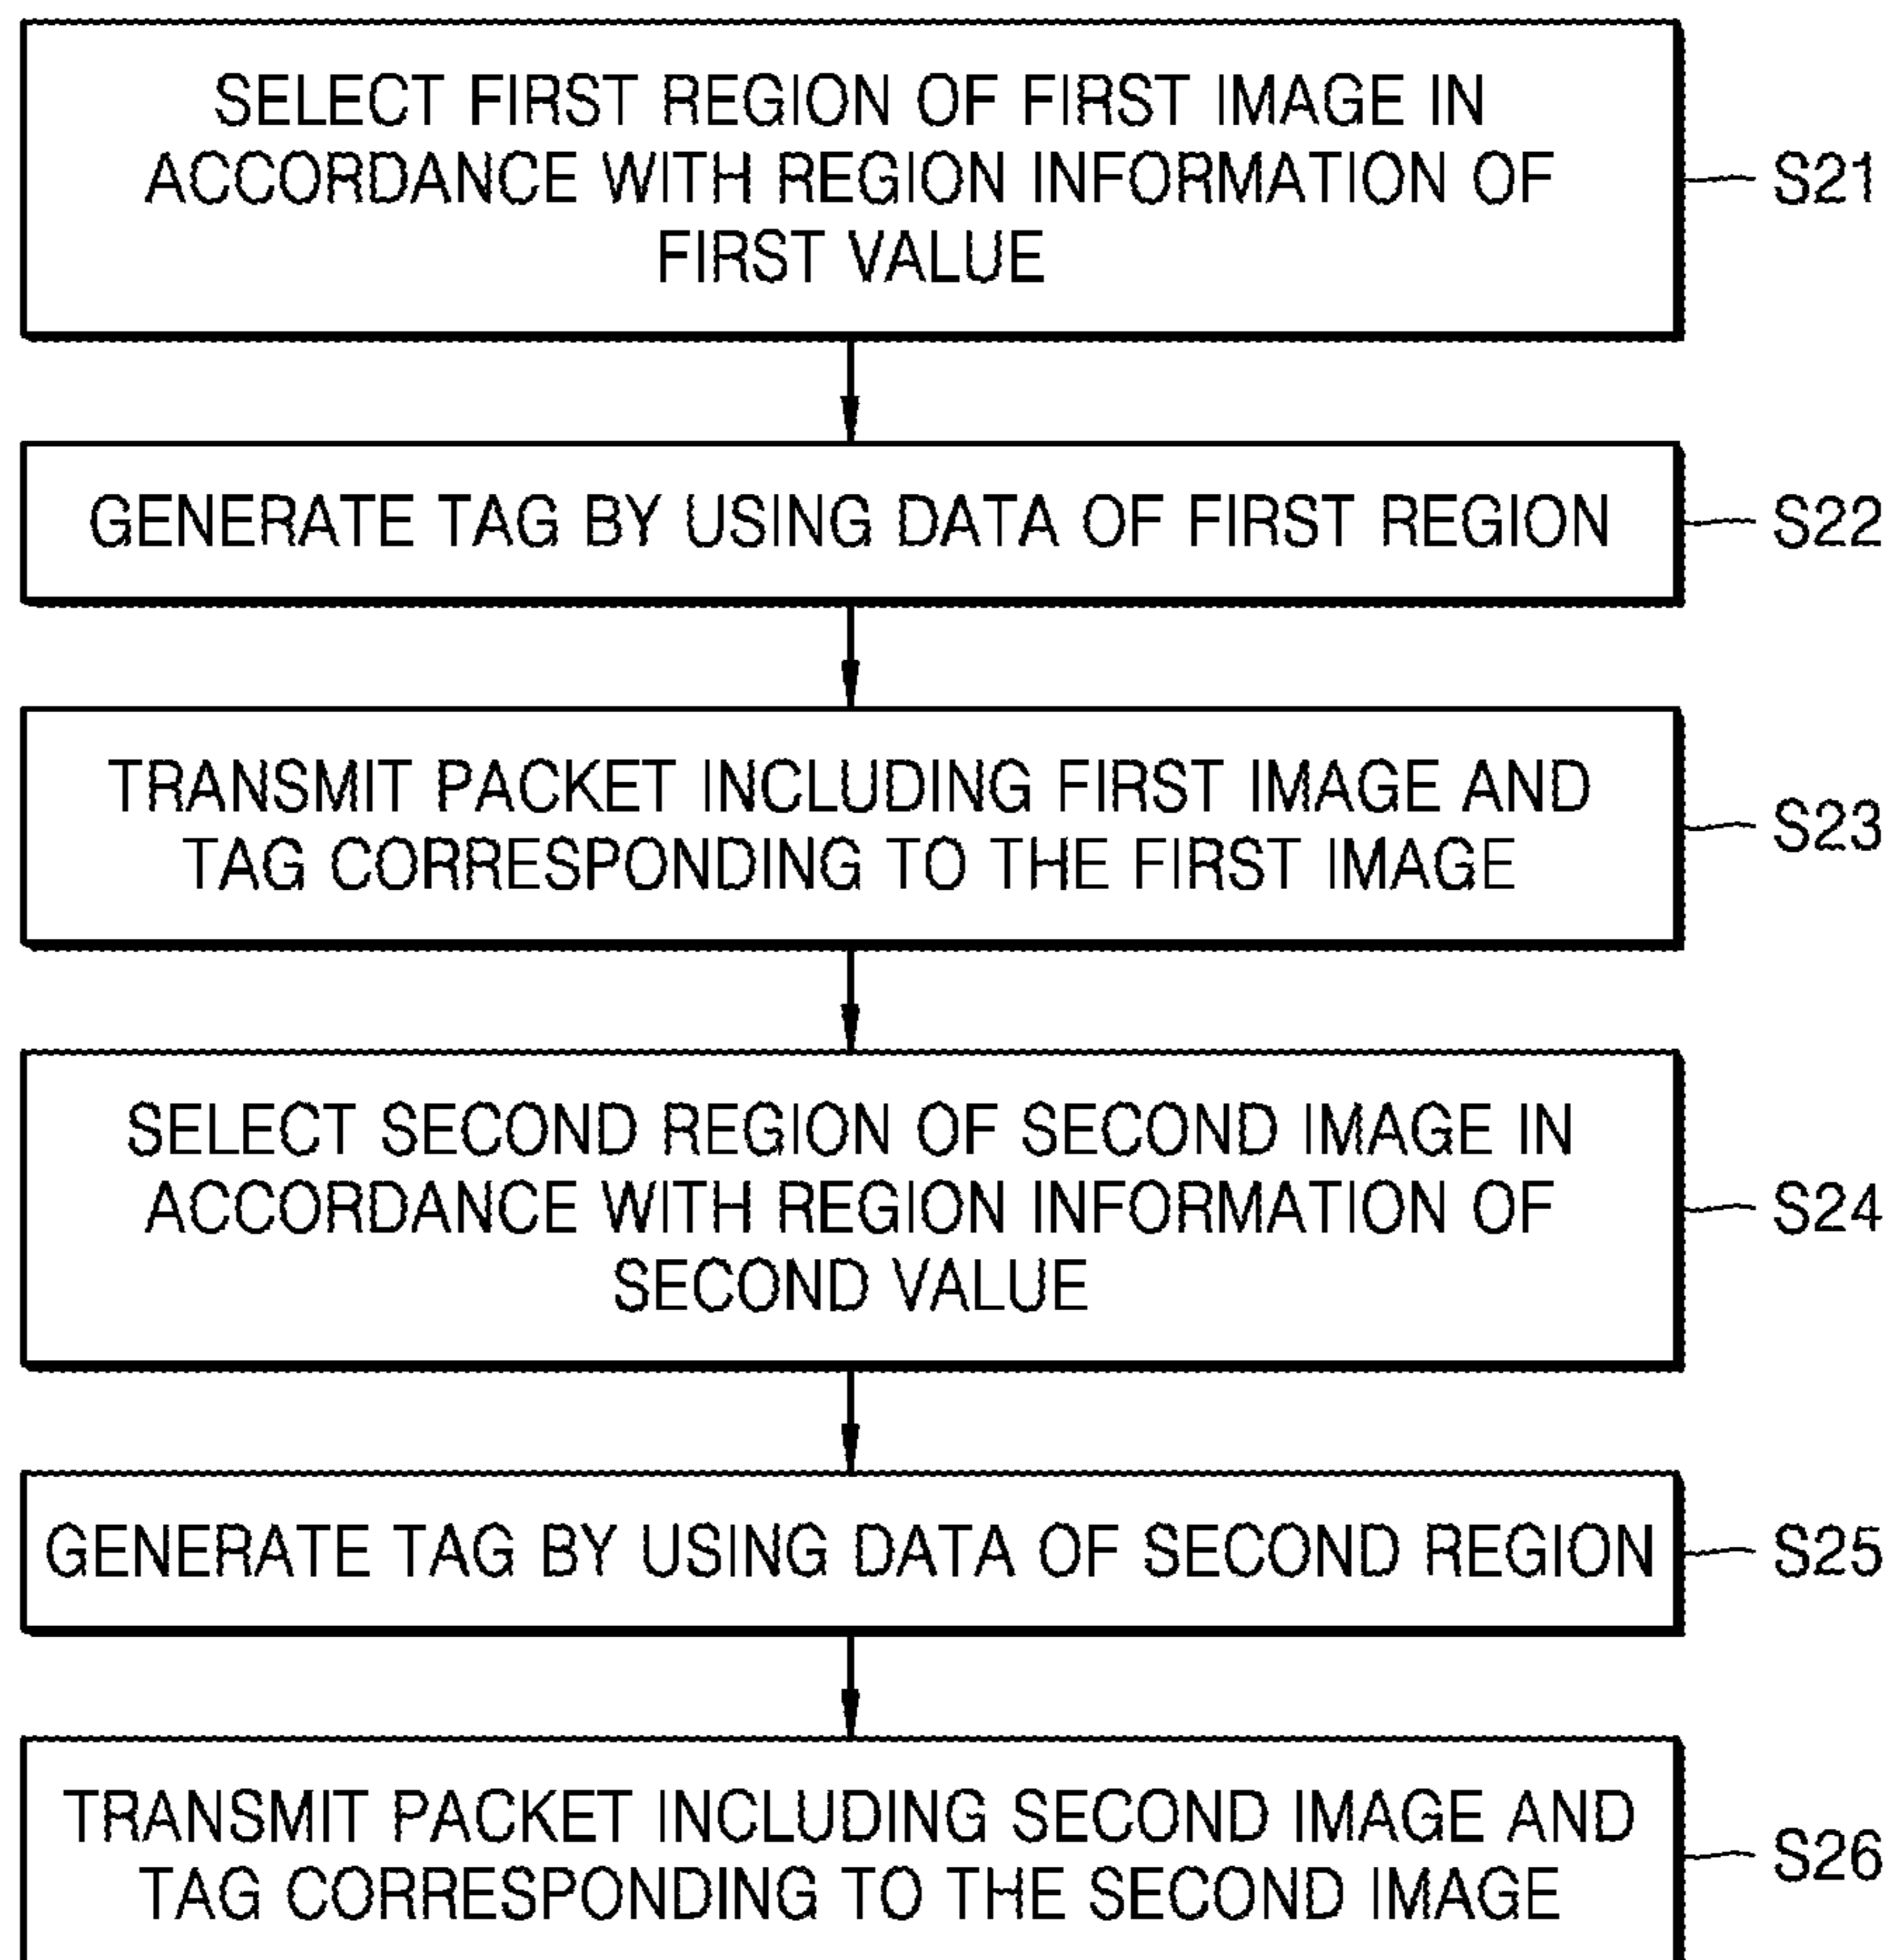 SELECT FIRST REGION OF FIRST IMAGE IN
ACCORDANCE WITH REGION INFORMATION OF
FIRST VALUE
S21
GENERATE TAG BY USING DATA OF FIRST REGION
S22
TRANSMIT PACKET INCLUDING FIRST IMAGE AND
TAG CORRESPONDING TO THE FIRST IMAGE
S23
SELECT SECOND REGION OF SECOND IMAGE IN
ACCORDANCE WITH REGION INFORMATION OF
SECOND VALUE
S24
GENERATE TAG BY USING DATA OF SECOND REGION
S25
TRANSMIT PACKET INCLUDING SECOND IMAGE AND
TAG CORRESPONDING TO THE SECOND IMAGE
S26